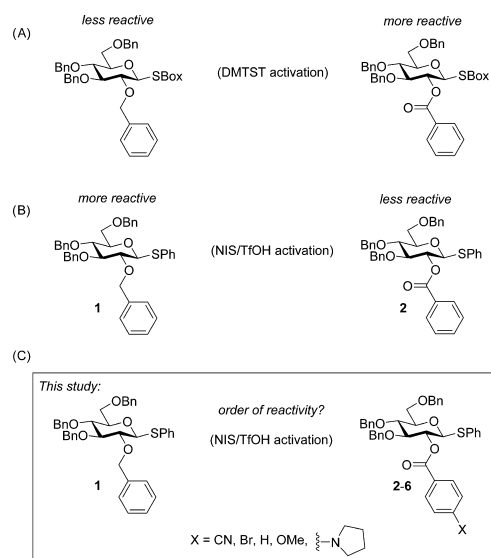 (A)
less reactive
more reactive
OBn
BnO
BnO
O
SBox
O
(DMTST activation)
OBn
BnO
BnO
O
SBox
O
O
(B)
more reactive
less reactive
OBn
BnO
BnO
O
SPh
O
1
(NIS/TfOH activation)
OBn
BnO
BnO
O
SPh
O
O
2
(C)
This study:
order of reactivity?
(NIS/TfOH activation)
OBn
BnO
BnO
O
SPh
O
1
OBn
BnO
BnO
O
SPh
O
O
X
2-6
X = CN, Br, H, OMe, N